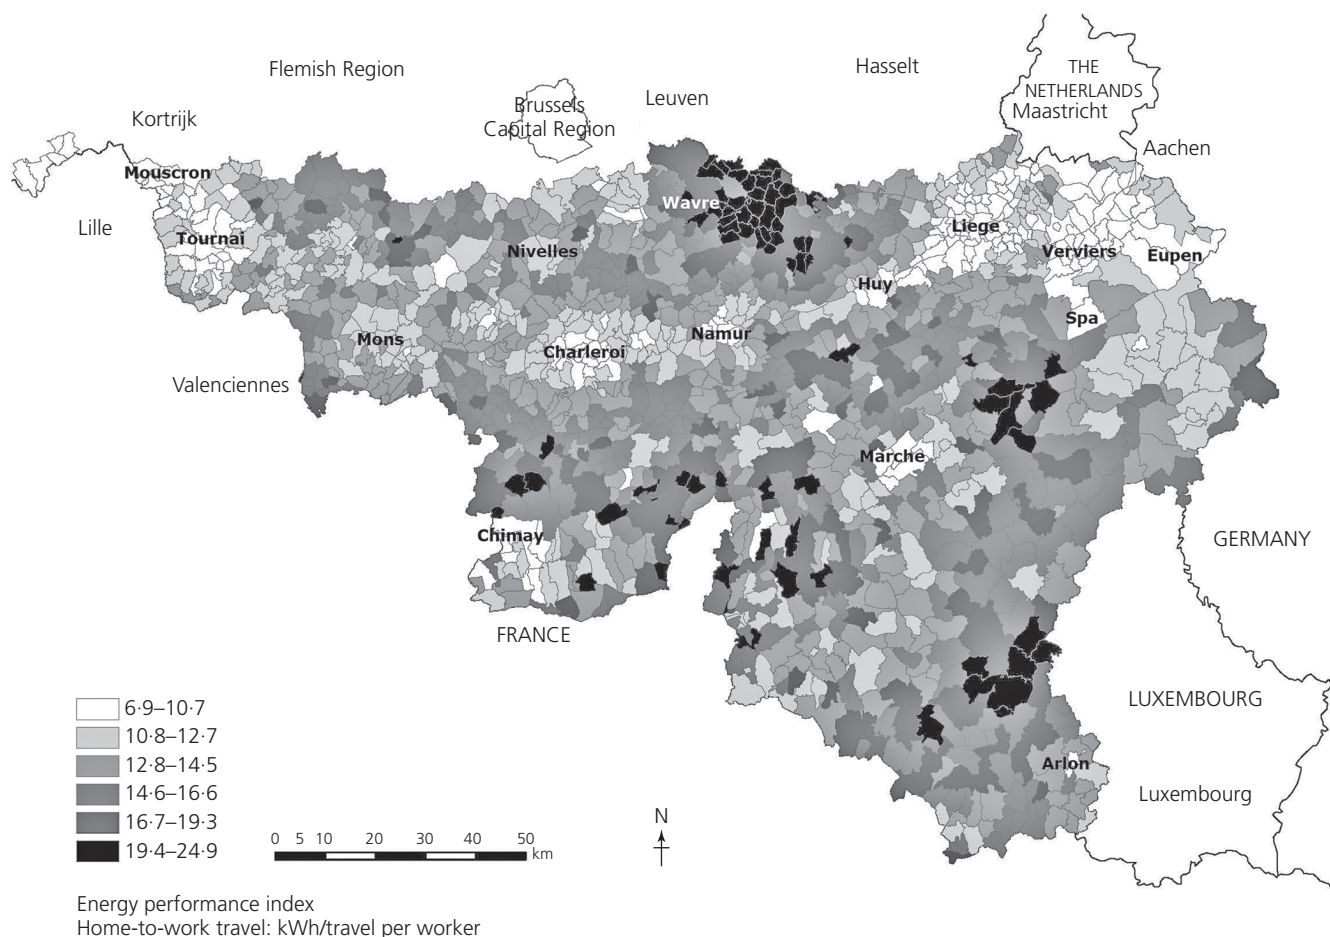 Flemish Region
Hasselt
THE
NETHERLANDS
Maastricht
Brussels
Capital Region
Leuven
Kortrijk
Aachen
Mouscron
Wavre
Lille
Tournai
Nivelles
Liege
Verviers
Eupen
Huy
Spa
Mons
Charleroi
Namur
Valenciennes
Marche
Chimay
GERMANY
FRANCE
LUXEMBOURG
Arlon
Luxembourg
6·9–10·7
10·8–12·7
12·8–14·5
14·6–16·6
16·7–19·3
19·4–24·9
0 5 10 20 30 40 50
km
N
Energy performance index
Home-to-work travel: kWh/travel per worker